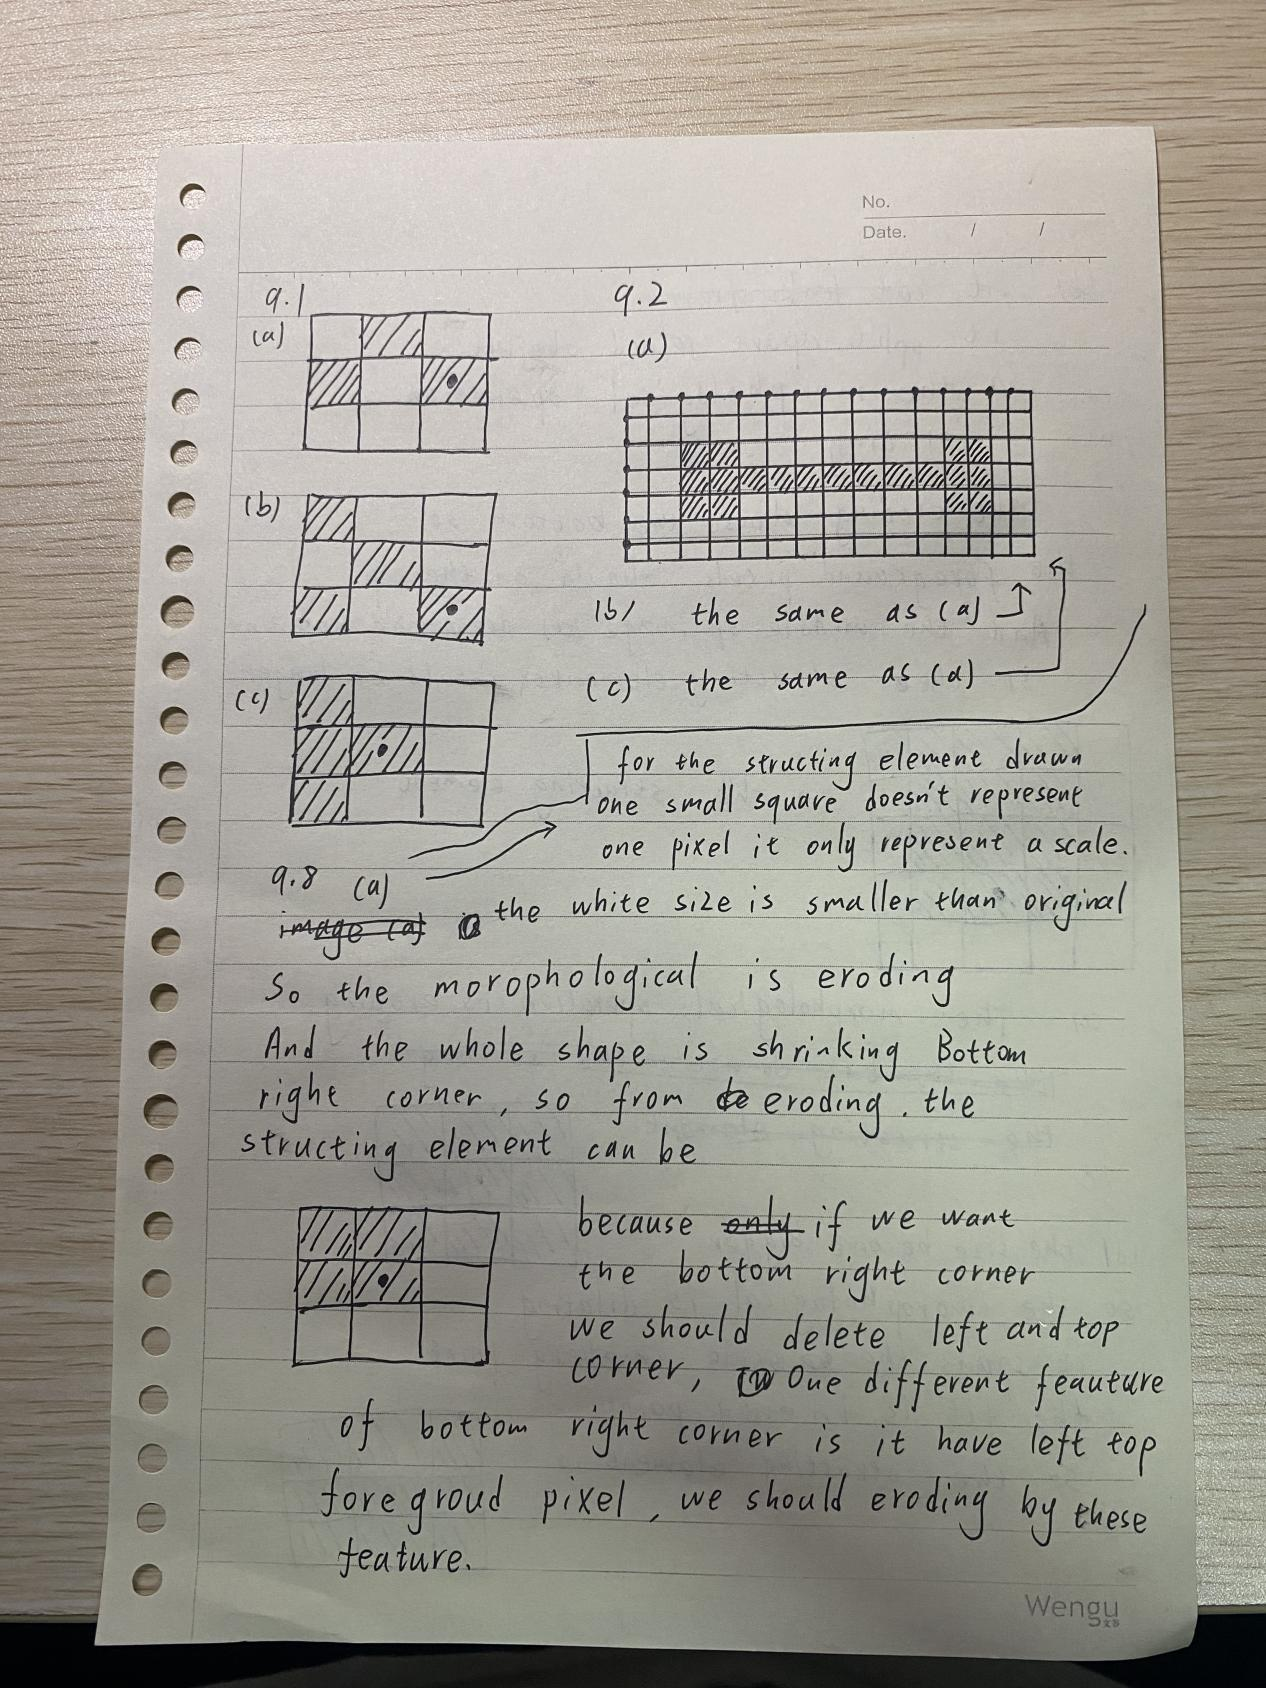 No.
Date. / /
9.1
(a)
(b)
(c)
9.2
(a)
(b) the same as (a)
(c) the same as (a)
for the structing element drawn
one small square doesn't represent
one pixel it only represent a scale.
9.8 (a)
image (a) the white size is smaller than original
So the morophological is eroding
And the whole shape is shrinking Bottom
right corner, so from eroding. the
structing element can be
because only if we want
the bottom right corner
we should delete left and top
corner, One different feauture
of bottom right corner is it have left top
foregroud pixel, we should eroding by these
feature.
Wengu